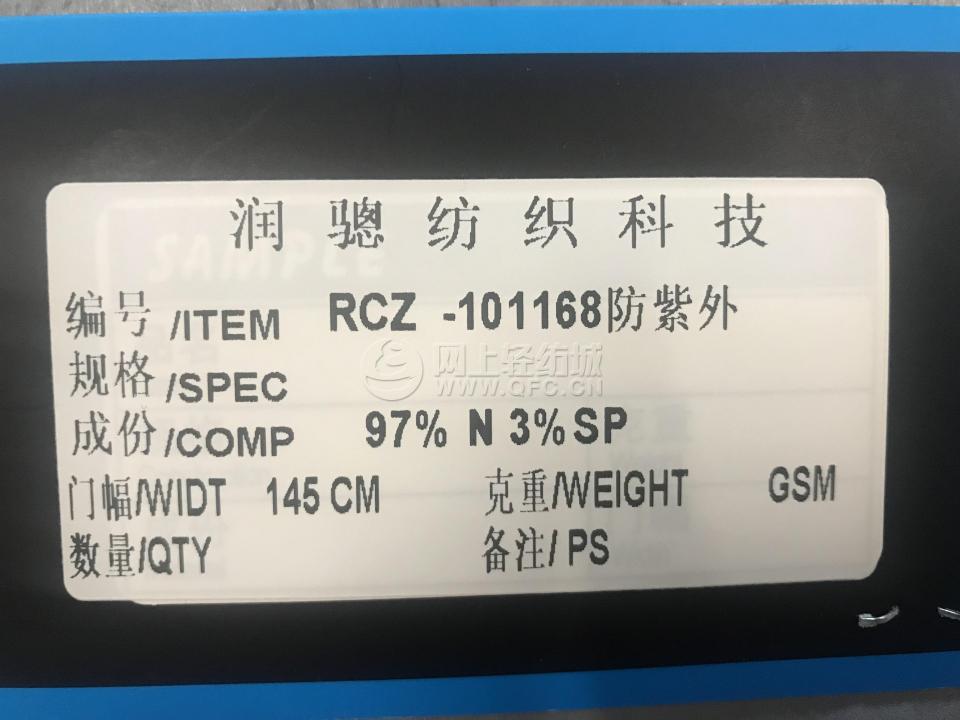 润骢纺织科技
SAMPLE
编号/ITEM RCZ -101168防紫外
规格/SPEC
网上轻纺城
WWW.QFC.CN
成份/COMP 97% N 3%SP
门幅/WIDT 145 CM 克重/WEIGHT GSM
数量/QTY 备注/ PS